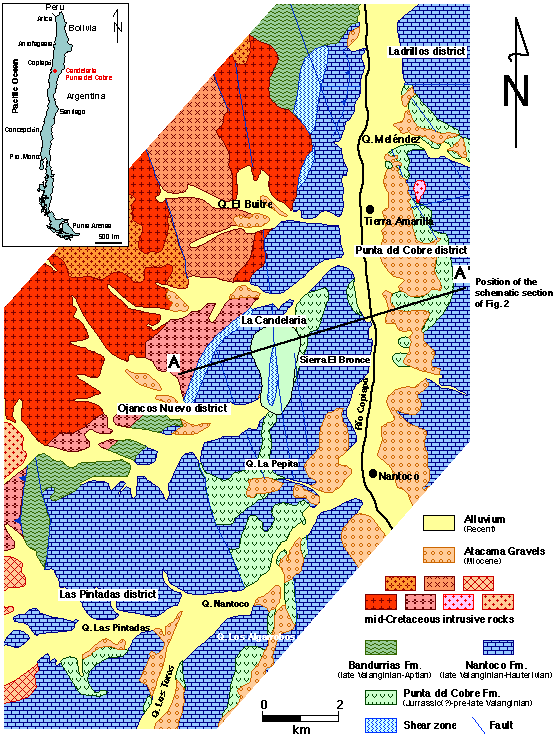 Peru
Arica
Bolivia
N
Antofagasta
Copiapó
Candelaria
Punta del Cobre
Pacific Ocean
Argentina
Santiago
Concepción
Pto. Montt
Punta Arenas
500 km
Ladrillos district
N
Q. Meléndez
Q. El Buitre
Tierra Amarilla
Punta del Cobre district
A'
Position of the
schematic section
of Fig. 2
La Candelaria
A
Sierra El Bronce
Ojancos Nuevo district
Río Copiapó
Q. La Pepita
Nantoco
Las Pintadas district
Q. Nantoco
Q. Las Pintadas
Q. Los Toros
Alluvium
(Recent)
Atacama Gravels
(Miocene)
mid-Cretaceous intrusive rocks
Bandurrias Fm.
(late Valanginian-Aptian)
Nantoco Fm.
(late Valanginian-Hauterivian)
Punta del Cobre Fm.
(Jurrassic(?)-pre-late Valanginian)
Shear zone
Fault
0 1 2
km